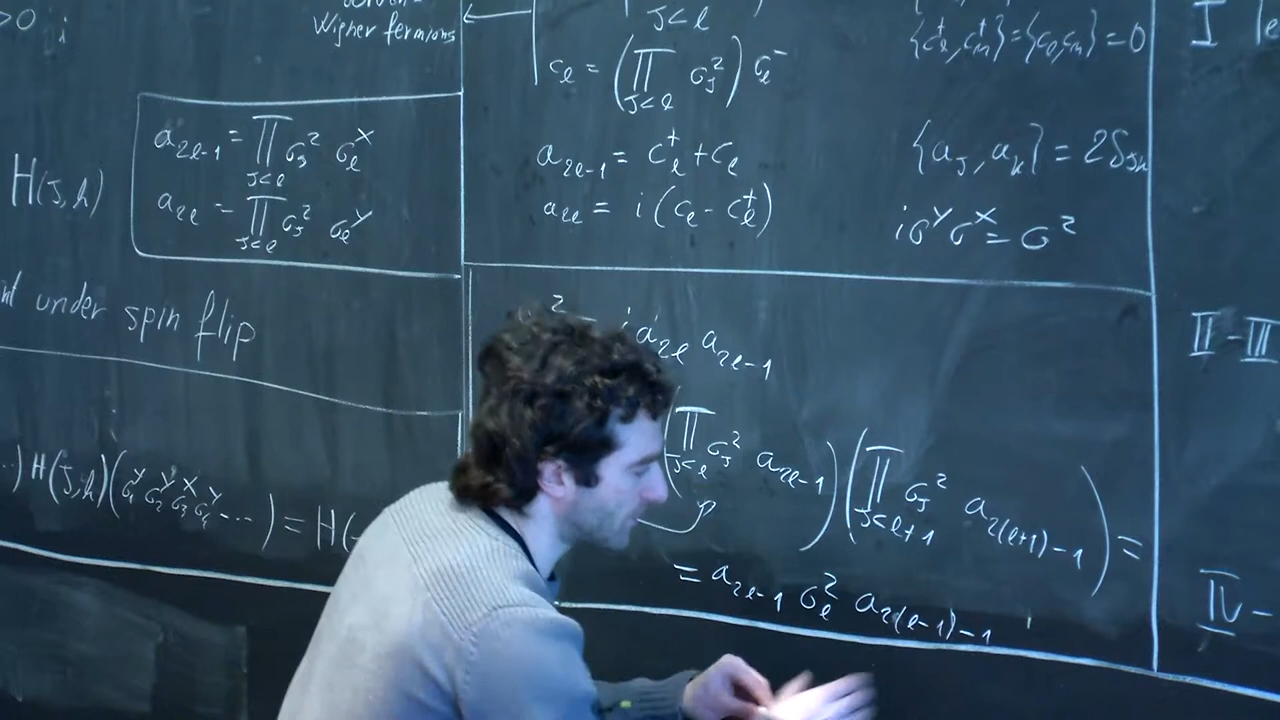 >0 j
Wigner fermions
a_{2ℓ-1} = ∏_{J<ℓ} σ_J^z σ_ℓ^x
a_{2ℓ} = ∏_{J<ℓ} σ_J^z σ_ℓ^y
H(J,h)
under spin flip
..) H(J,h)(σ_1^y σ_2^y σ_3^x σ_4^y ....) = H(-
J<ℓ
c_ℓ = (∏_{J<ℓ} σ_J^z) σ_ℓ^-
a_{2ℓ-1} = c_ℓ^† + c_ℓ
a_{2ℓ} = i(c_ℓ - c_ℓ^†)
{c_ℓ^†, c_m^†} = {c_ℓ, c_m} = 0
{a_J, a_k} = 2δ_{Jk}
iσ^y σ^x = σ^z
z = i a_{2ℓ} a_{2ℓ-1}
(∏_{J<ℓ} σ_J^z a_{2ℓ-1})(∏_{J<ℓ+1} σ_J^z a_{2(ℓ+1)-1}) =
= a_{2ℓ-1} σ_ℓ^z a_{2(ℓ-1)-1}
I le
II-III
IV-